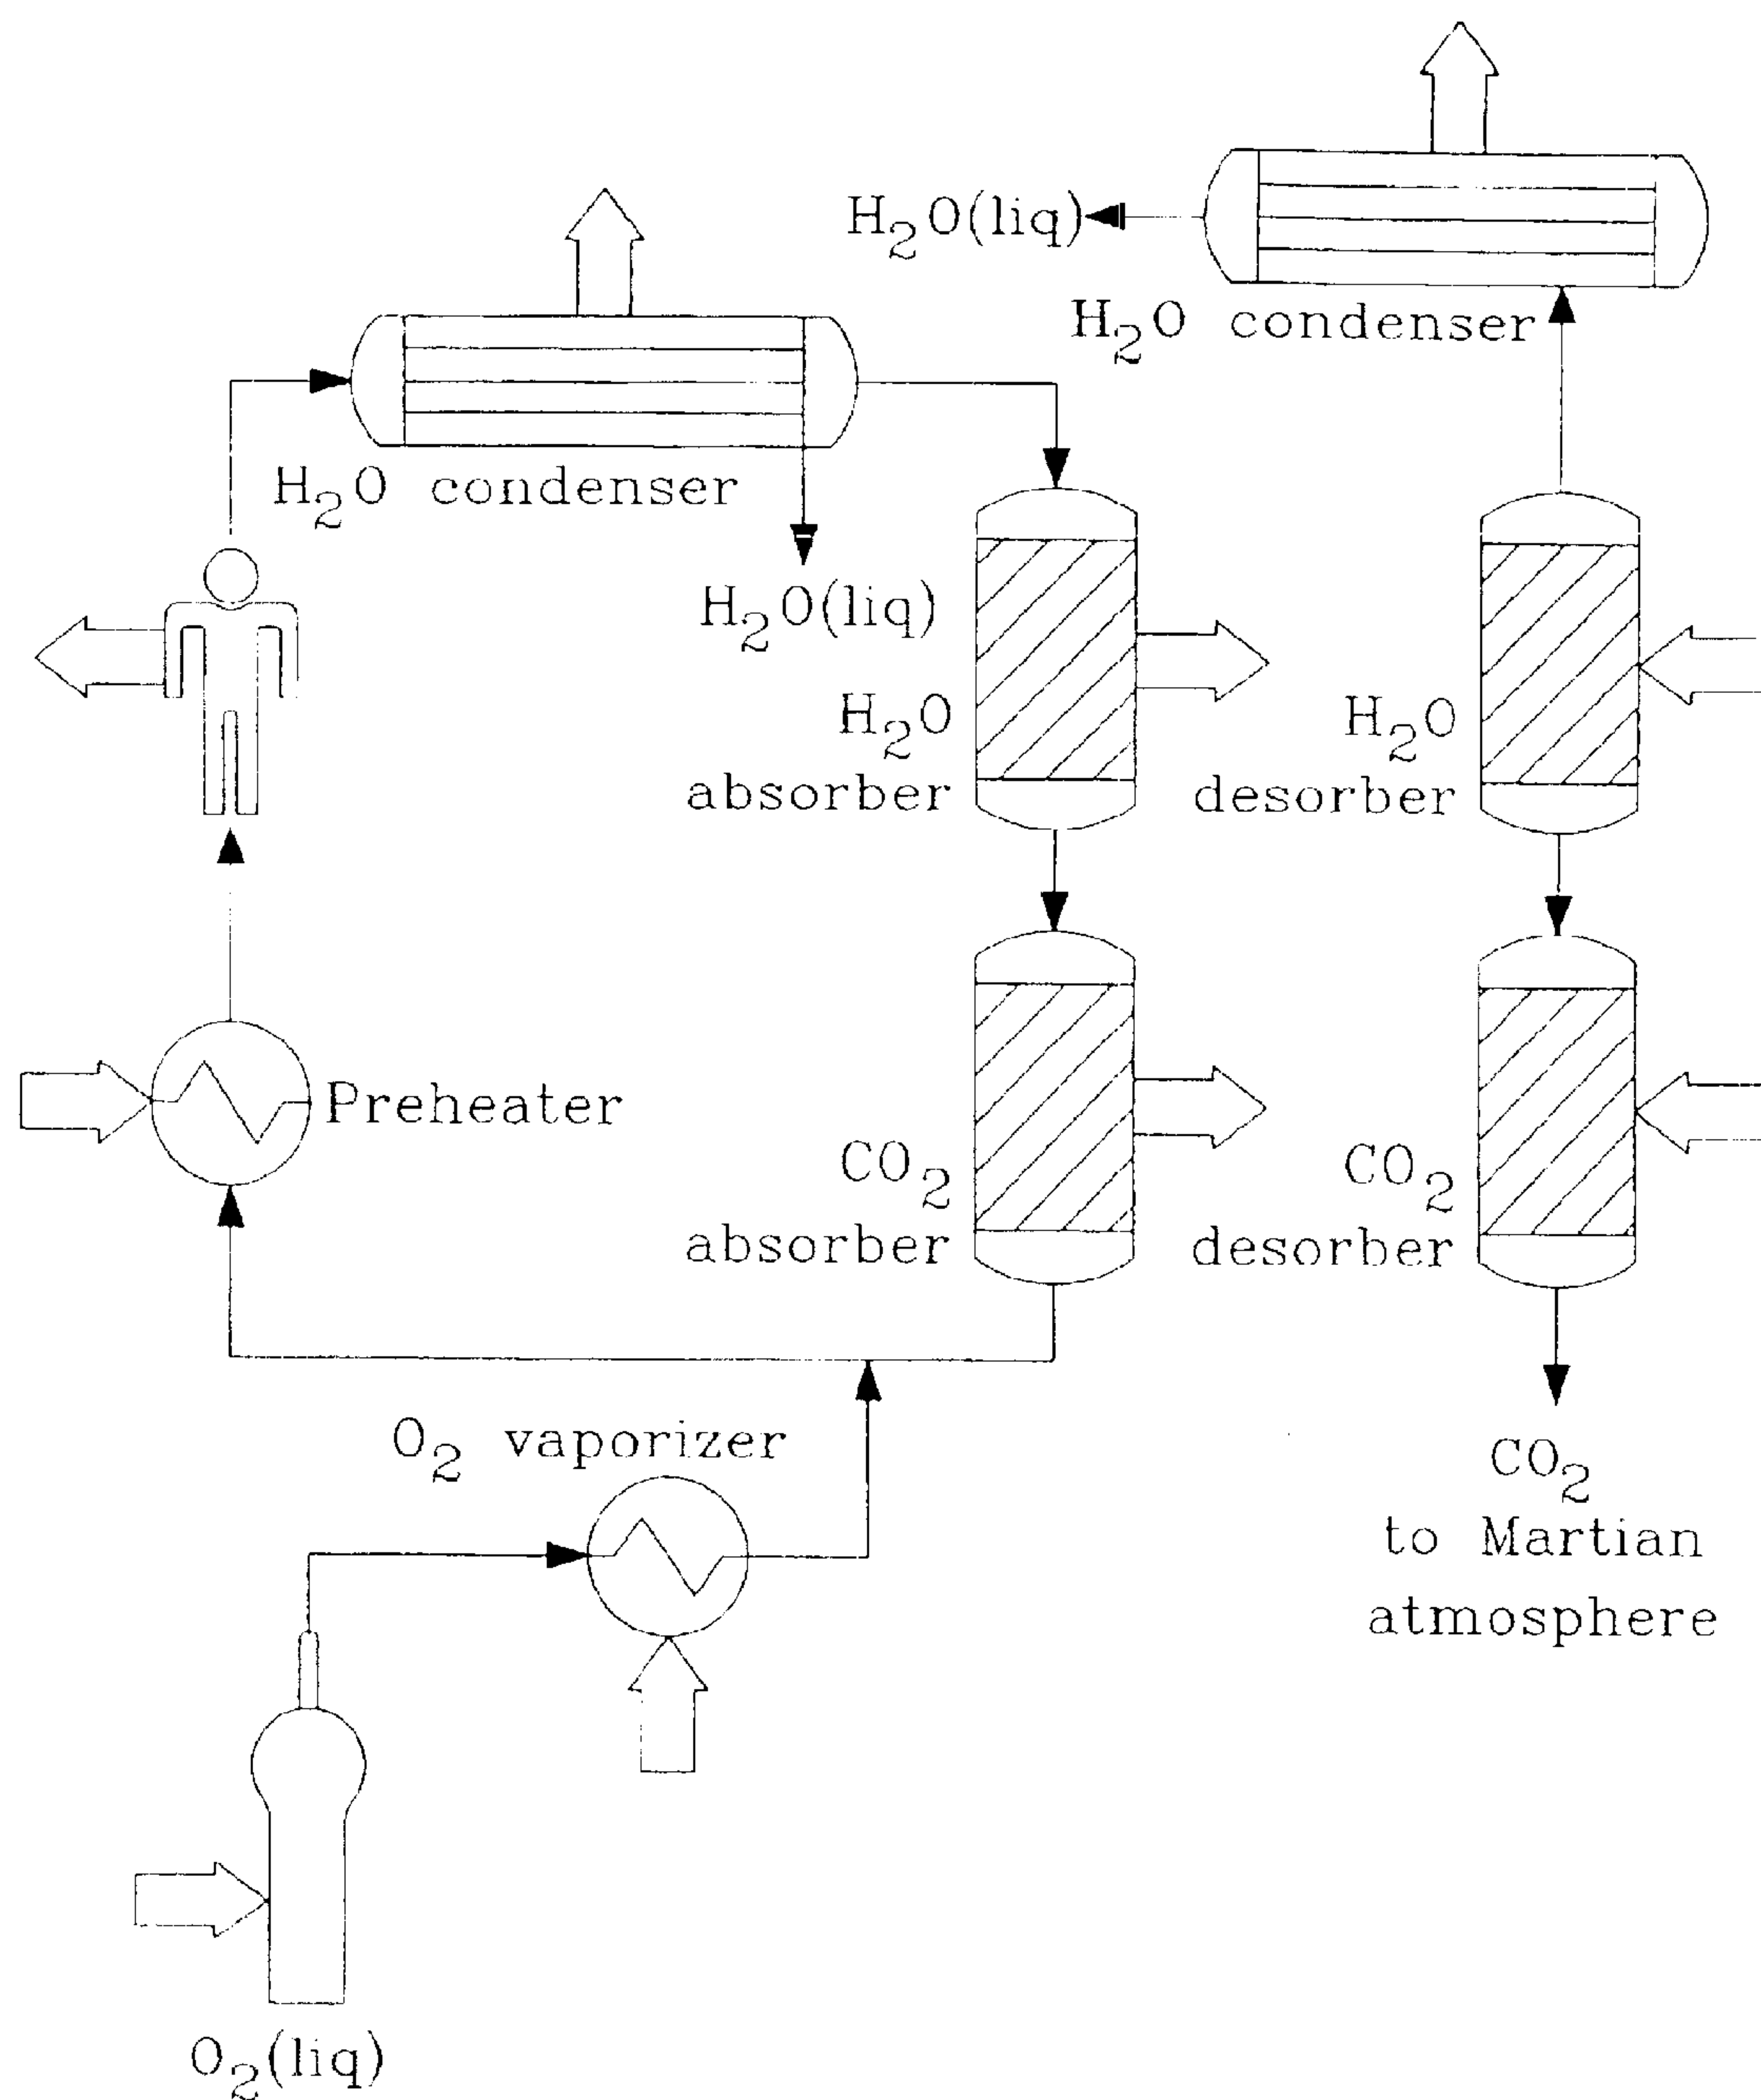 H₂O(liq)
H₂O condenser
H₂O condenser
H₂O(liq)
H₂O
absorber
H₂O
desorber
Preheater
CO₂
absorber
CO₂
desorber
O₂ vaporizer
CO₂
to Martian
atmosphere
O₂(liq)